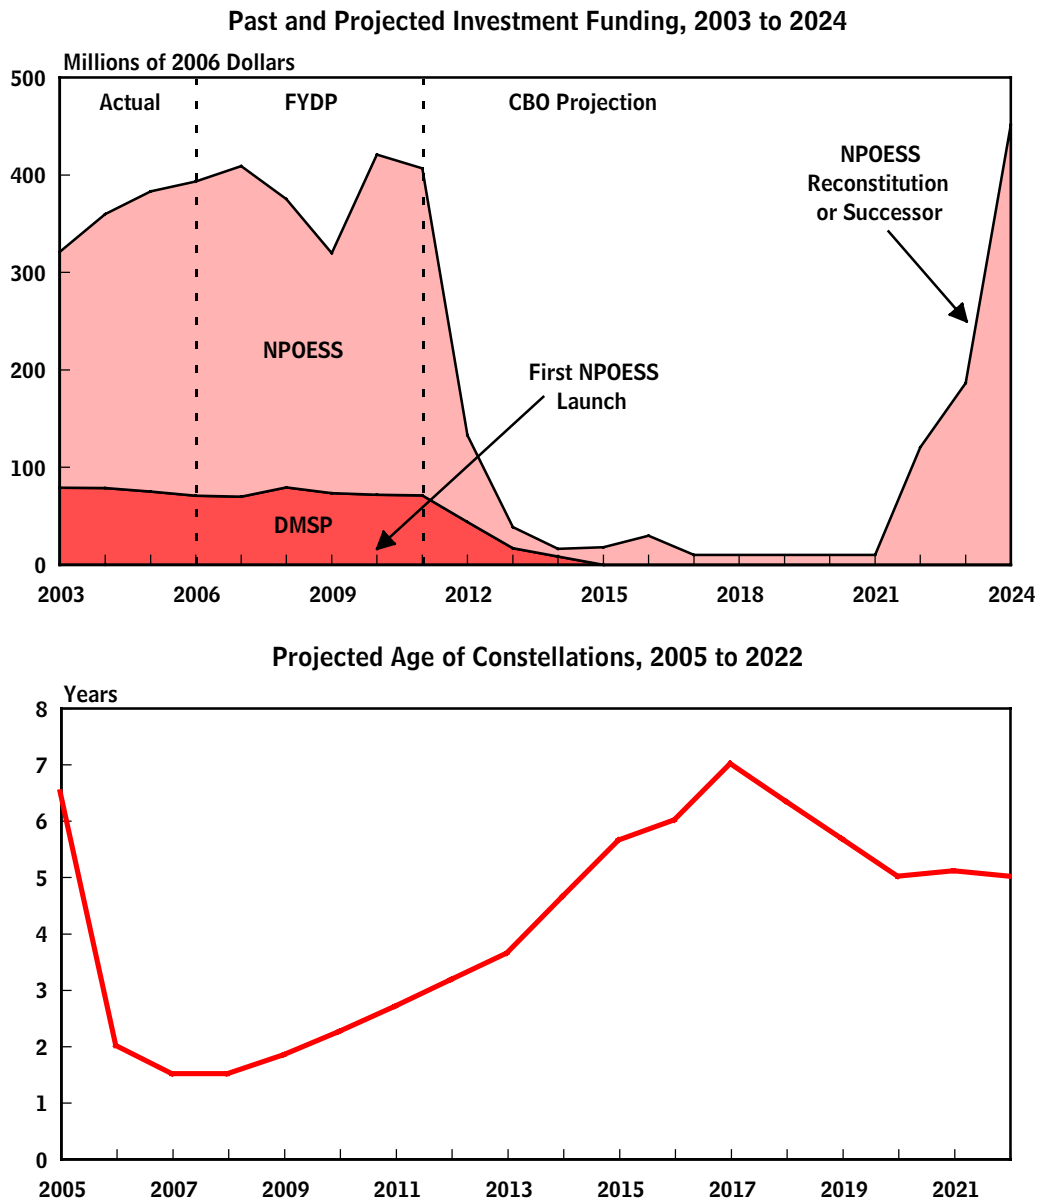 Past and Projected Investment Funding, 2003 to 2024
Millions of 2006 Dollars
500
Actual
FYDP
CBO Projection
400
NPOESS
Reconstitution
or Successor
300
NPOESS
200
First NPOESS
Launch
100
DMSP
0
2003 2006 2009 2012 2015 2018 2021 2024
Projected Age of Constellations, 2005 to 2022
Years
8
7
6
5
4
3
2
1
0
2005 2007 2009 2011 2013 2015 2017 2019 2021